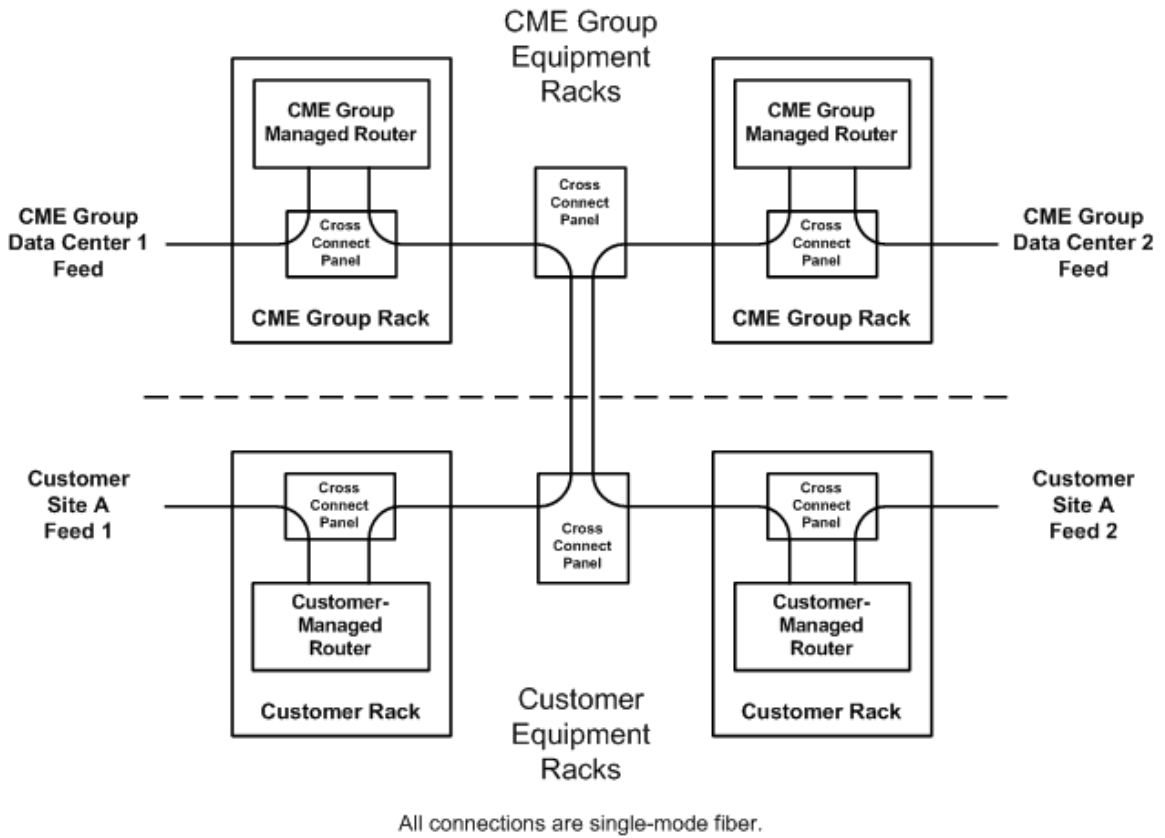 CME Group
Equipment
Racks
CME Group
Managed Router
Cross
Connect
Panel
CME Group Rack
CME Group
Data Center 1
Feed
Cross
Connect
Panel
CME Group
Managed Router
Cross
Connect
Panel
CME Group Rack
CME Group
Data Center 2
Feed
Customer
Site A
Feed 1
Cross
Connect
Panel
Customer-
Managed
Router
Customer Rack
Cross
Connect
Panel
Cross
Connect
Panel
Customer-
Managed
Router
Customer Rack
Customer
Site A
Feed 2
Customer
Equipment
Racks
All connections are single-mode fiber.